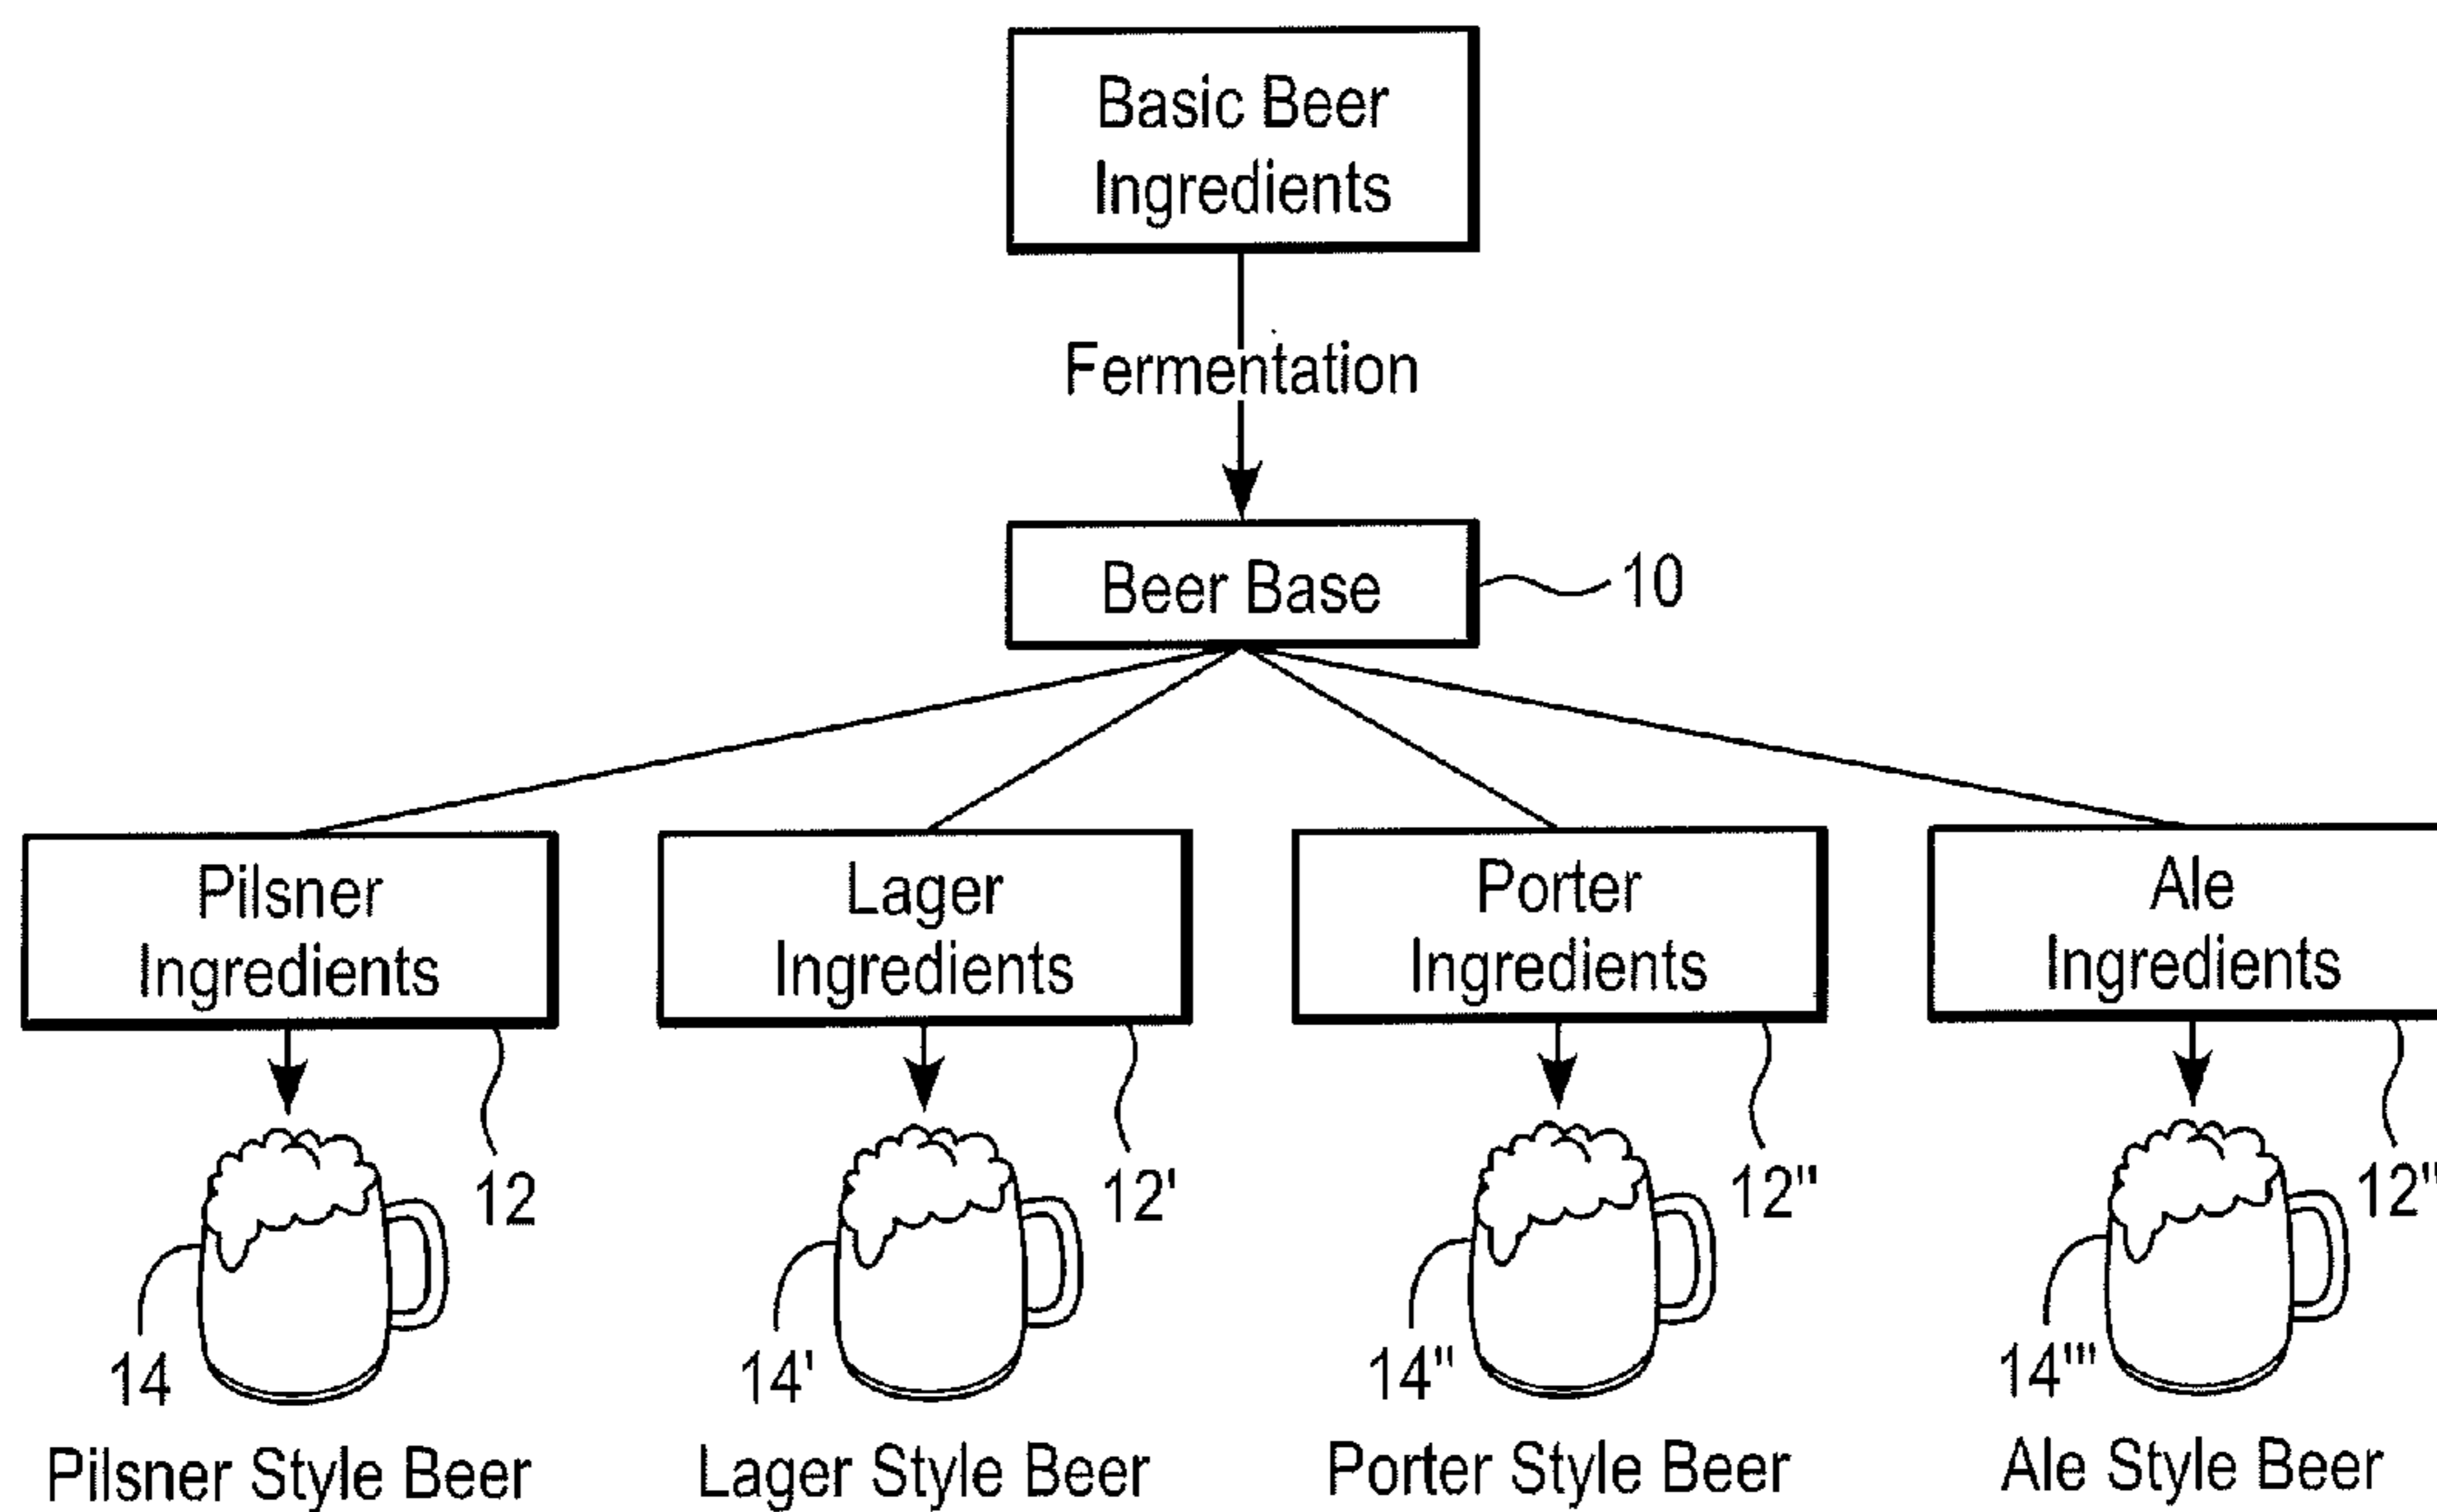 Basic Beer
Ingredients
Fermentation
Beer Base
10
Pilsner
Ingredients
Lager
Ingredients
Porter
Ingredients
Ale
Ingredients
12
12'
12"
12"
14
14'
14"
14'"
Pilsner Style Beer
Lager Style Beer
Porter Style Beer
Ale Style Beer